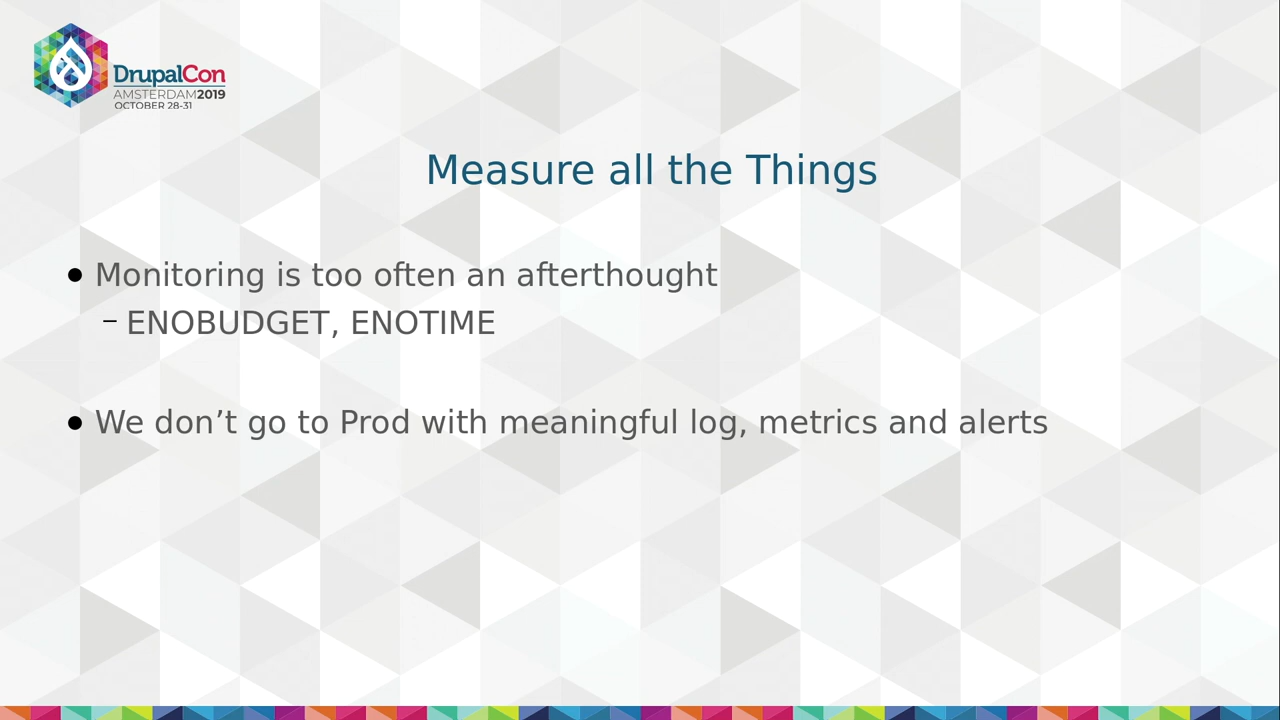 DrupalCon
AMSTERDAM2019
OCTOBER 28-31
Measure all the Things
● Monitoring is too often an afterthought
– ENOBUDGET, ENOTIME
● We don’t go to Prod with meaningful log, metrics and alerts